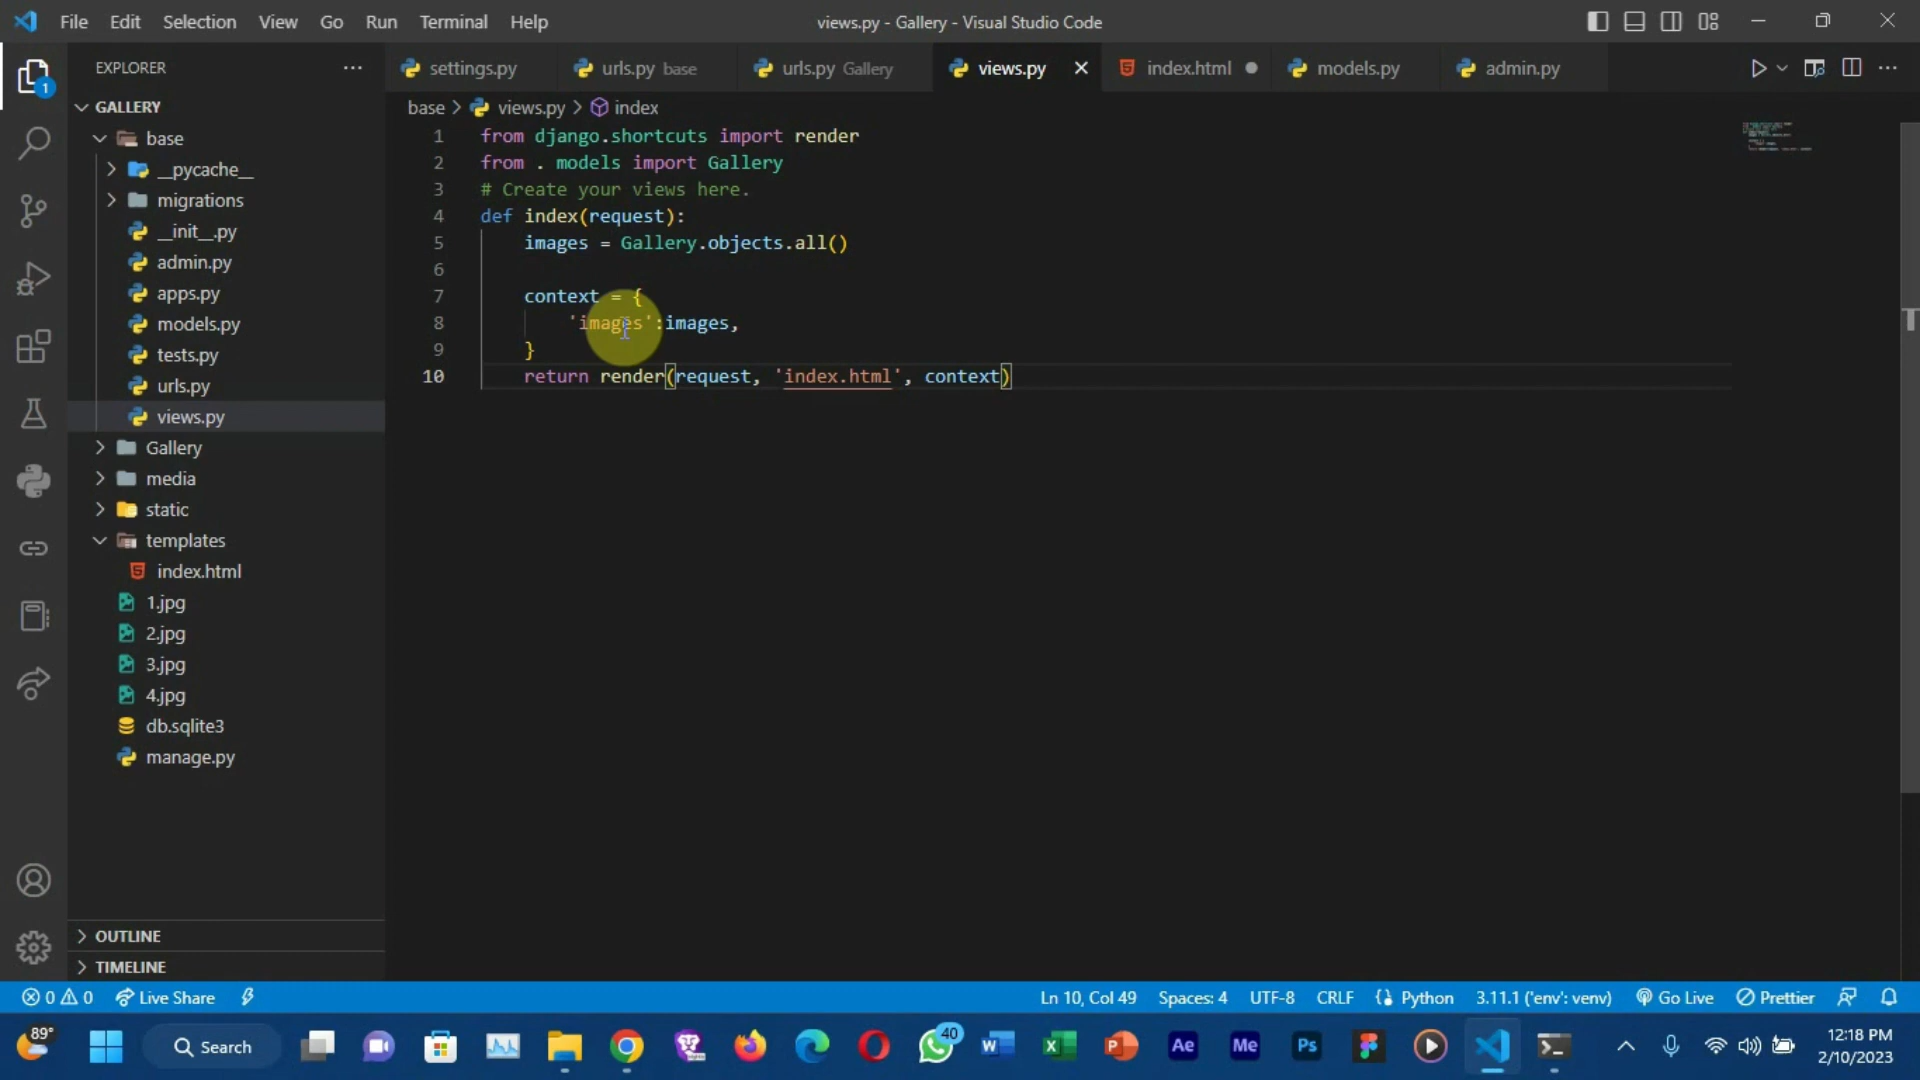 File Edit Selection View Go Run Terminal Help
views.py - Gallery - Visual Studio Code
EXPLORER
settings.py
urls.py base
urls.py Gallery
views.py
index.html
models.py
admin.py
1
GALLERY
base > views.py > index
base
__pycache__
migrations
__init__.py
admin.py
apps.py
models.py
tests.py
urls.py
views.py
Gallery
media
static
templates
index.html
1.jpg
2.jpg
3.jpg
4.jpg
db.sqlite3
manage.py
OUTLINE
TIMELINE
1 from django.shortcuts import render
2 from . models import Gallery
3 # Create your views here.
4 def index(request):
5 images = Gallery.objects.all()
6
7 context = {
8 'images':images,
9 }
10 return render(request, 'index.html', context)
0 0 Live Share
Ln 10, Col 49 Spaces: 4 UTF-8 CRLF Python 3.11.1 ('env': venv) Go Live Prettier
89°
Search
40
W
X
P
Ae
Me
Ps
12:18 PM
2/10/2023